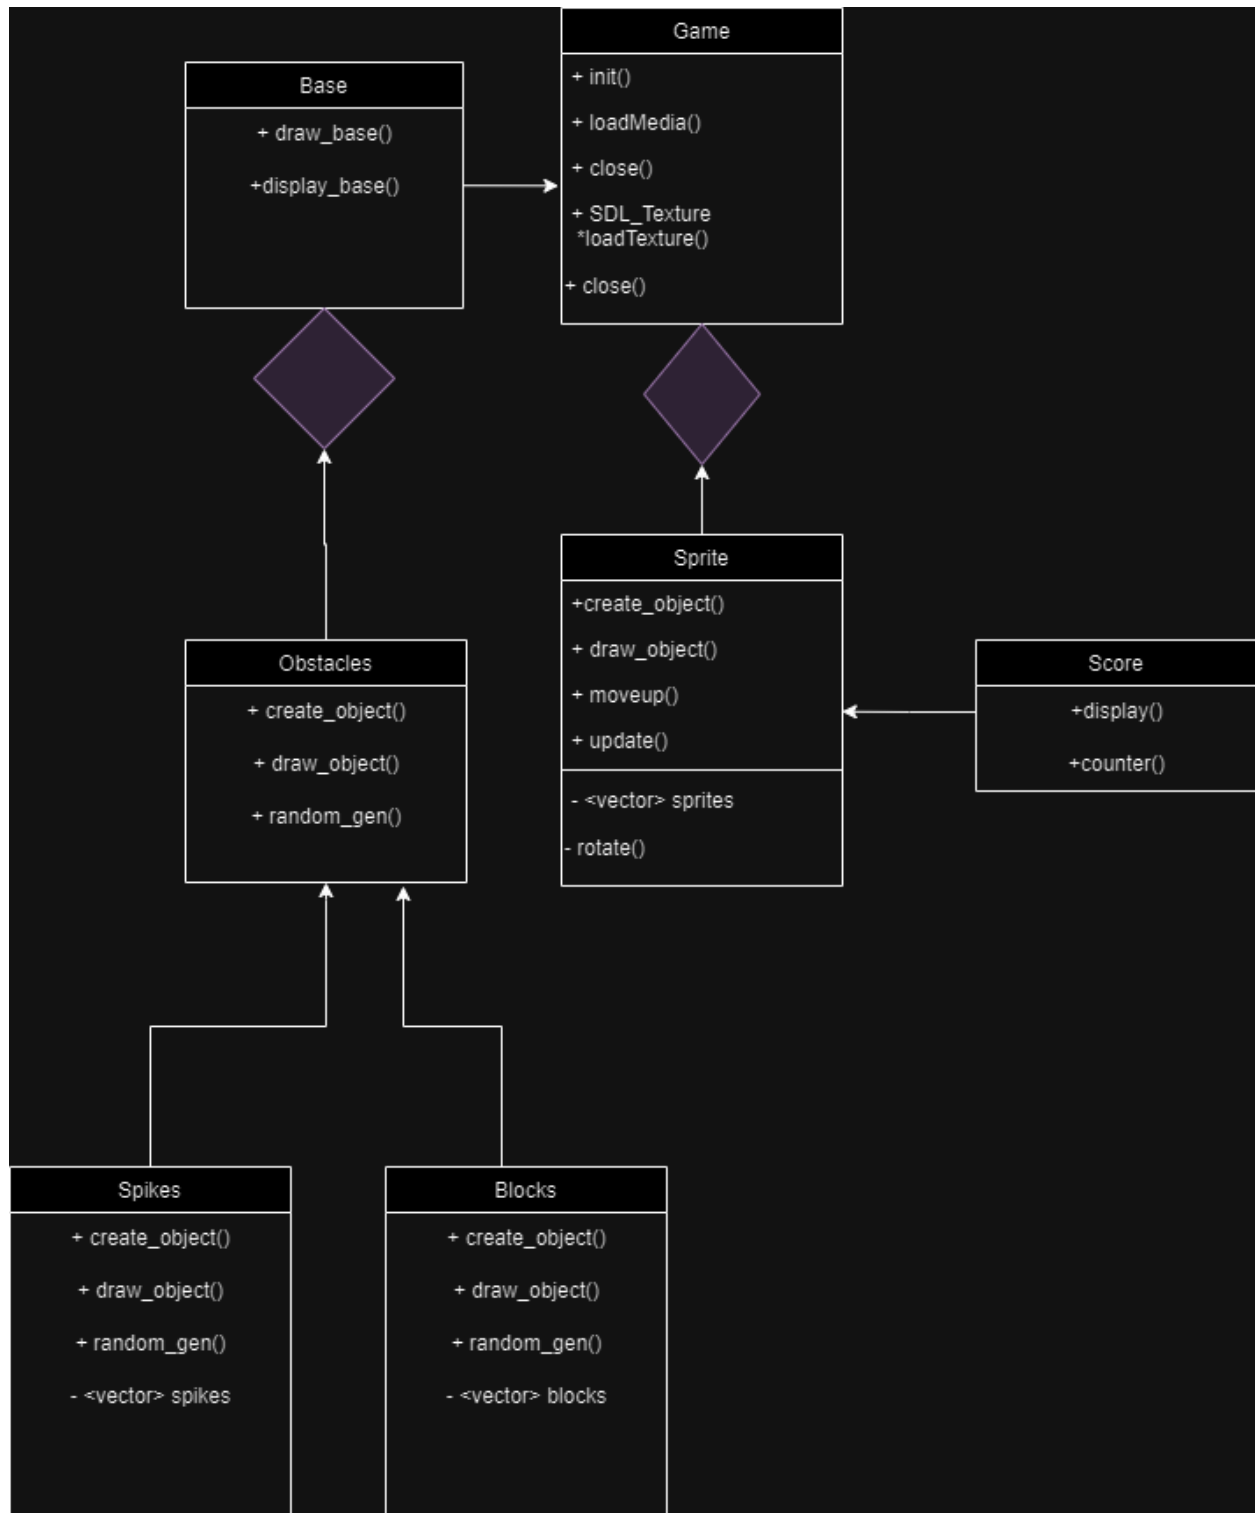 Game
+ init()
+ loadMedia()
+ close()
+ SDL_Texture
*loadTexture()
+ close()
Base
+ draw_base()
+display_base()
Sprite
+create_object()
+ draw_object()
+ moveup()
+ update()
- <vector> sprites
- rotate()
Obstacles
+ create_object()
+ draw_object()
+ random_gen()
Score
+display()
+counter()
Spikes
+ create_object()
+ draw_object()
+ random_gen()
- <vector> spikes
Blocks
+ create_object()
+ draw_object()
+ random_gen()
- <vector> blocks